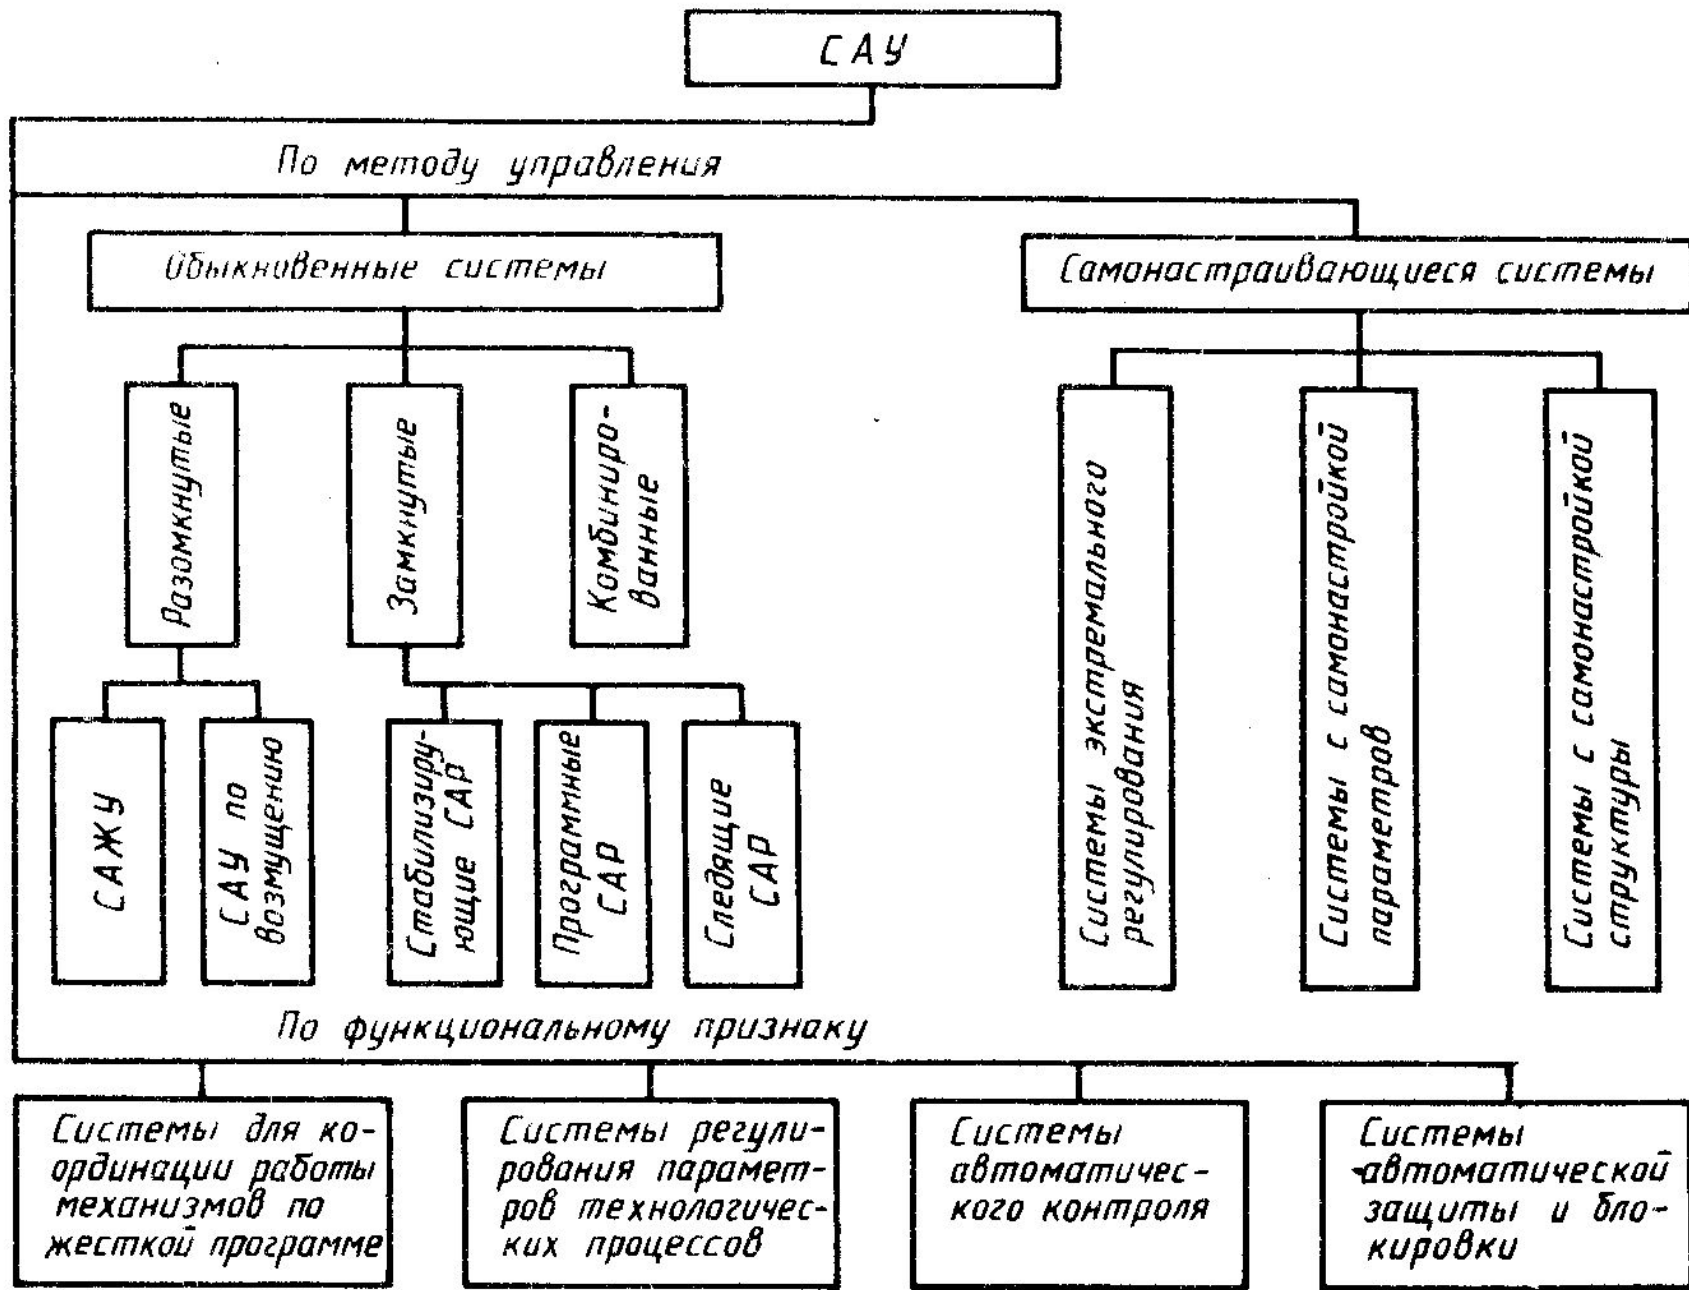 САУ
По методу управления
Обыкновенные системы
Самонастраивающиеся системы
Разомкнутые
Замкнутые
Комбиниро-
ванные
Системы экстремального
регулирования
Системы с самонастройкой
параметров
Системы с самонастройкой
структуры
САЖУ
САУ по
возмущению
Стабилизиру-
ющие САР
Программные
САР
Следящие
САР
По функциональному признаку
Системы для ко-
ординации работы
механизмов по
жесткой программе
Системы регули-
рования парамет-
ров технологичес-
ких процессов
Системы
автоматичес-
кого контроля
Системы
автоматической
защиты и бло-
кировки